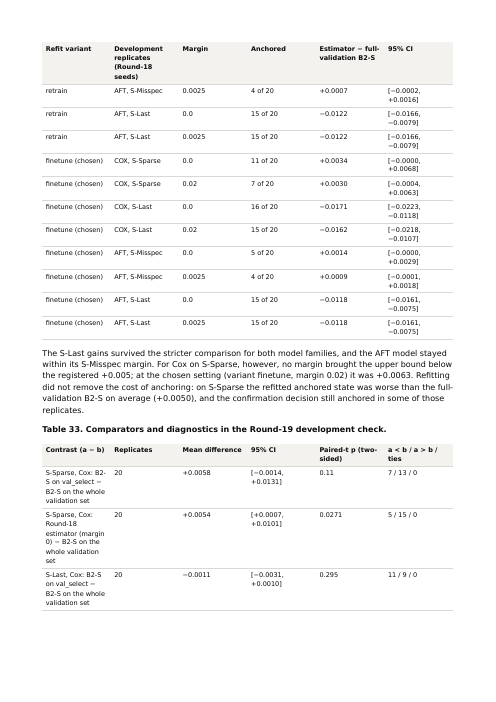 Refit variant | Development replicates (Round-18 seeds) | Margin | Anchored | Estimator − full-validation B2-S | 95% CI
retrain | AFT, S-Misspec | 0.0025 | 4 of 20 | +0.0007 | [−0.0002, +0.0016]
retrain | AFT, S-Last | 0.0 | 15 of 20 | −0.0122 | [−0.0166, −0.0079]
retrain | AFT, S-Last | 0.0025 | 15 of 20 | −0.0122 | [−0.0166, −0.0079]
finetune (chosen) | COX, S-Sparse | 0.0 | 11 of 20 | +0.0034 | [−0.0000, +0.0068]
finetune (chosen) | COX, S-Sparse | 0.02 | 7 of 20 | +0.0030 | [−0.0004, +0.0063]
finetune (chosen) | COX, S-Last | 0.0 | 16 of 20 | −0.0171 | [−0.0223, −0.0118]
finetune (chosen) | COX, S-Last | 0.02 | 15 of 20 | −0.0162 | [−0.0218, −0.0107]
finetune (chosen) | AFT, S-Misspec | 0.0 | 5 of 20 | +0.0014 | [−0.0000, +0.0029]
finetune (chosen) | AFT, S-Misspec | 0.0025 | 4 of 20 | +0.0009 | [−0.0001, +0.0018]
finetune (chosen) | AFT, S-Last | 0.0 | 15 of 20 | −0.0118 | [−0.0161, −0.0075]
finetune (chosen) | AFT, S-Last | 0.0025 | 15 of 20 | −0.0118 | [−0.0161, −0.0075]
The S-Last gains survived the stricter comparison for both model families, and the AFT model stayed
within its S-Misspec margin. For Cox on S-Sparse, however, no margin brought the upper bound below
the registered +0.005; at the chosen setting (variant finetune, margin 0.02) it was +0.0063. Refitting
did not remove the cost of anchoring: on S-Sparse the refitted anchored state was worse than the full-
validation B2-S on average (+0.0050), and the confirmation decision still anchored in some of those
replicates.
Table 33. Comparators and diagnostics in the Round-19 development check.
Contrast (a − b) | Replicates | Mean difference | 95% CI | Paired-t p (two-sided) | a < b / a > b / ties
S-Sparse, Cox: B2-S on val_select − B2-S on the whole validation set | 20 | +0.0058 | [−0.0014, +0.0131] | 0.11 | 7 / 13 / 0
S-Sparse, Cox: Round-18 estimator (margin 0) − B2-S on the whole validation set | 20 | +0.0054 | [+0.0007, +0.0101] | 0.0271 | 5 / 15 / 0
S-Last, Cox: B2-S on val_select − B2-S on the whole validation set | 20 | −0.0011 | [−0.0031, +0.0010] | 0.295 | 11 / 9 / 0